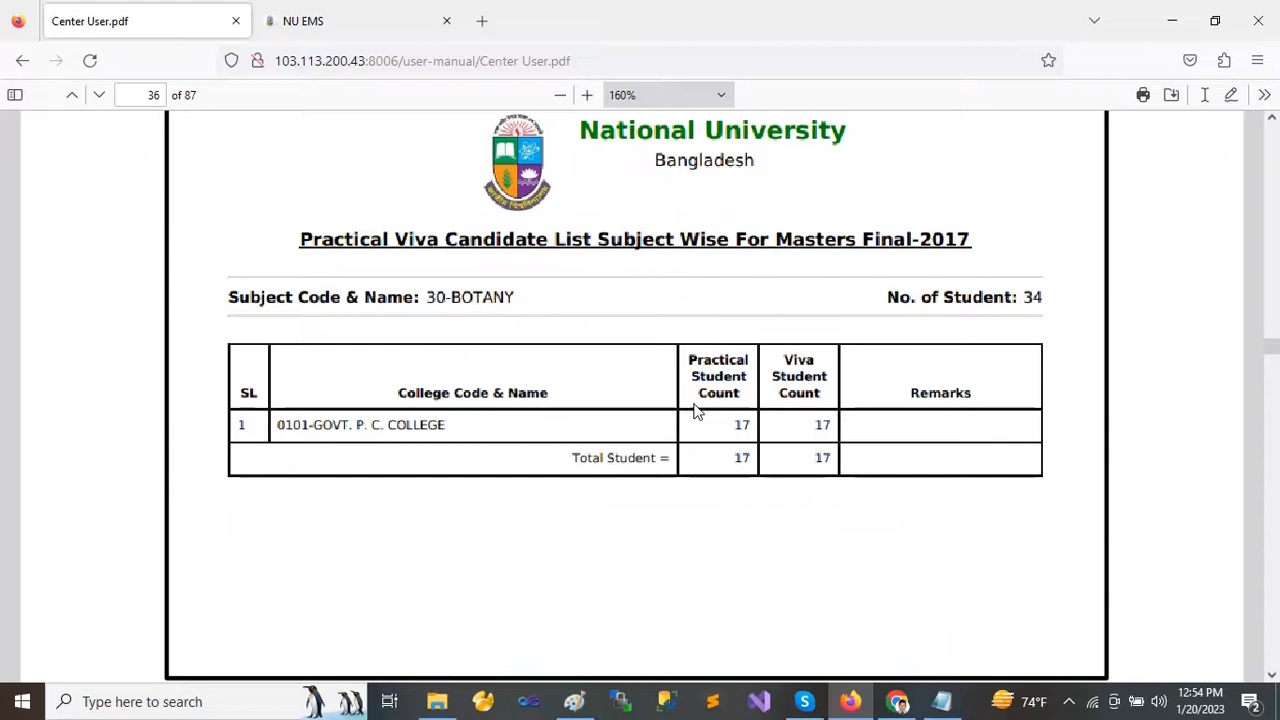 Center User.pdf
NU EMS
103.113.200.43:8006/user-manual/Center User.pdf
36 of 87
160%
National University
Bangladesh
Practical Viva Candidate List Subject Wise For Masters Final-2017
Subject Code & Name: 30-BOTANY No. of Student: 34
SL College Code & Name Practical Student Count Viva Student Count Remarks
1 0101-GOVT. P. C. COLLEGE 17 17
Total Student = 17 17
Type here to search
74°F
12:54 PM
1/20/2023
2